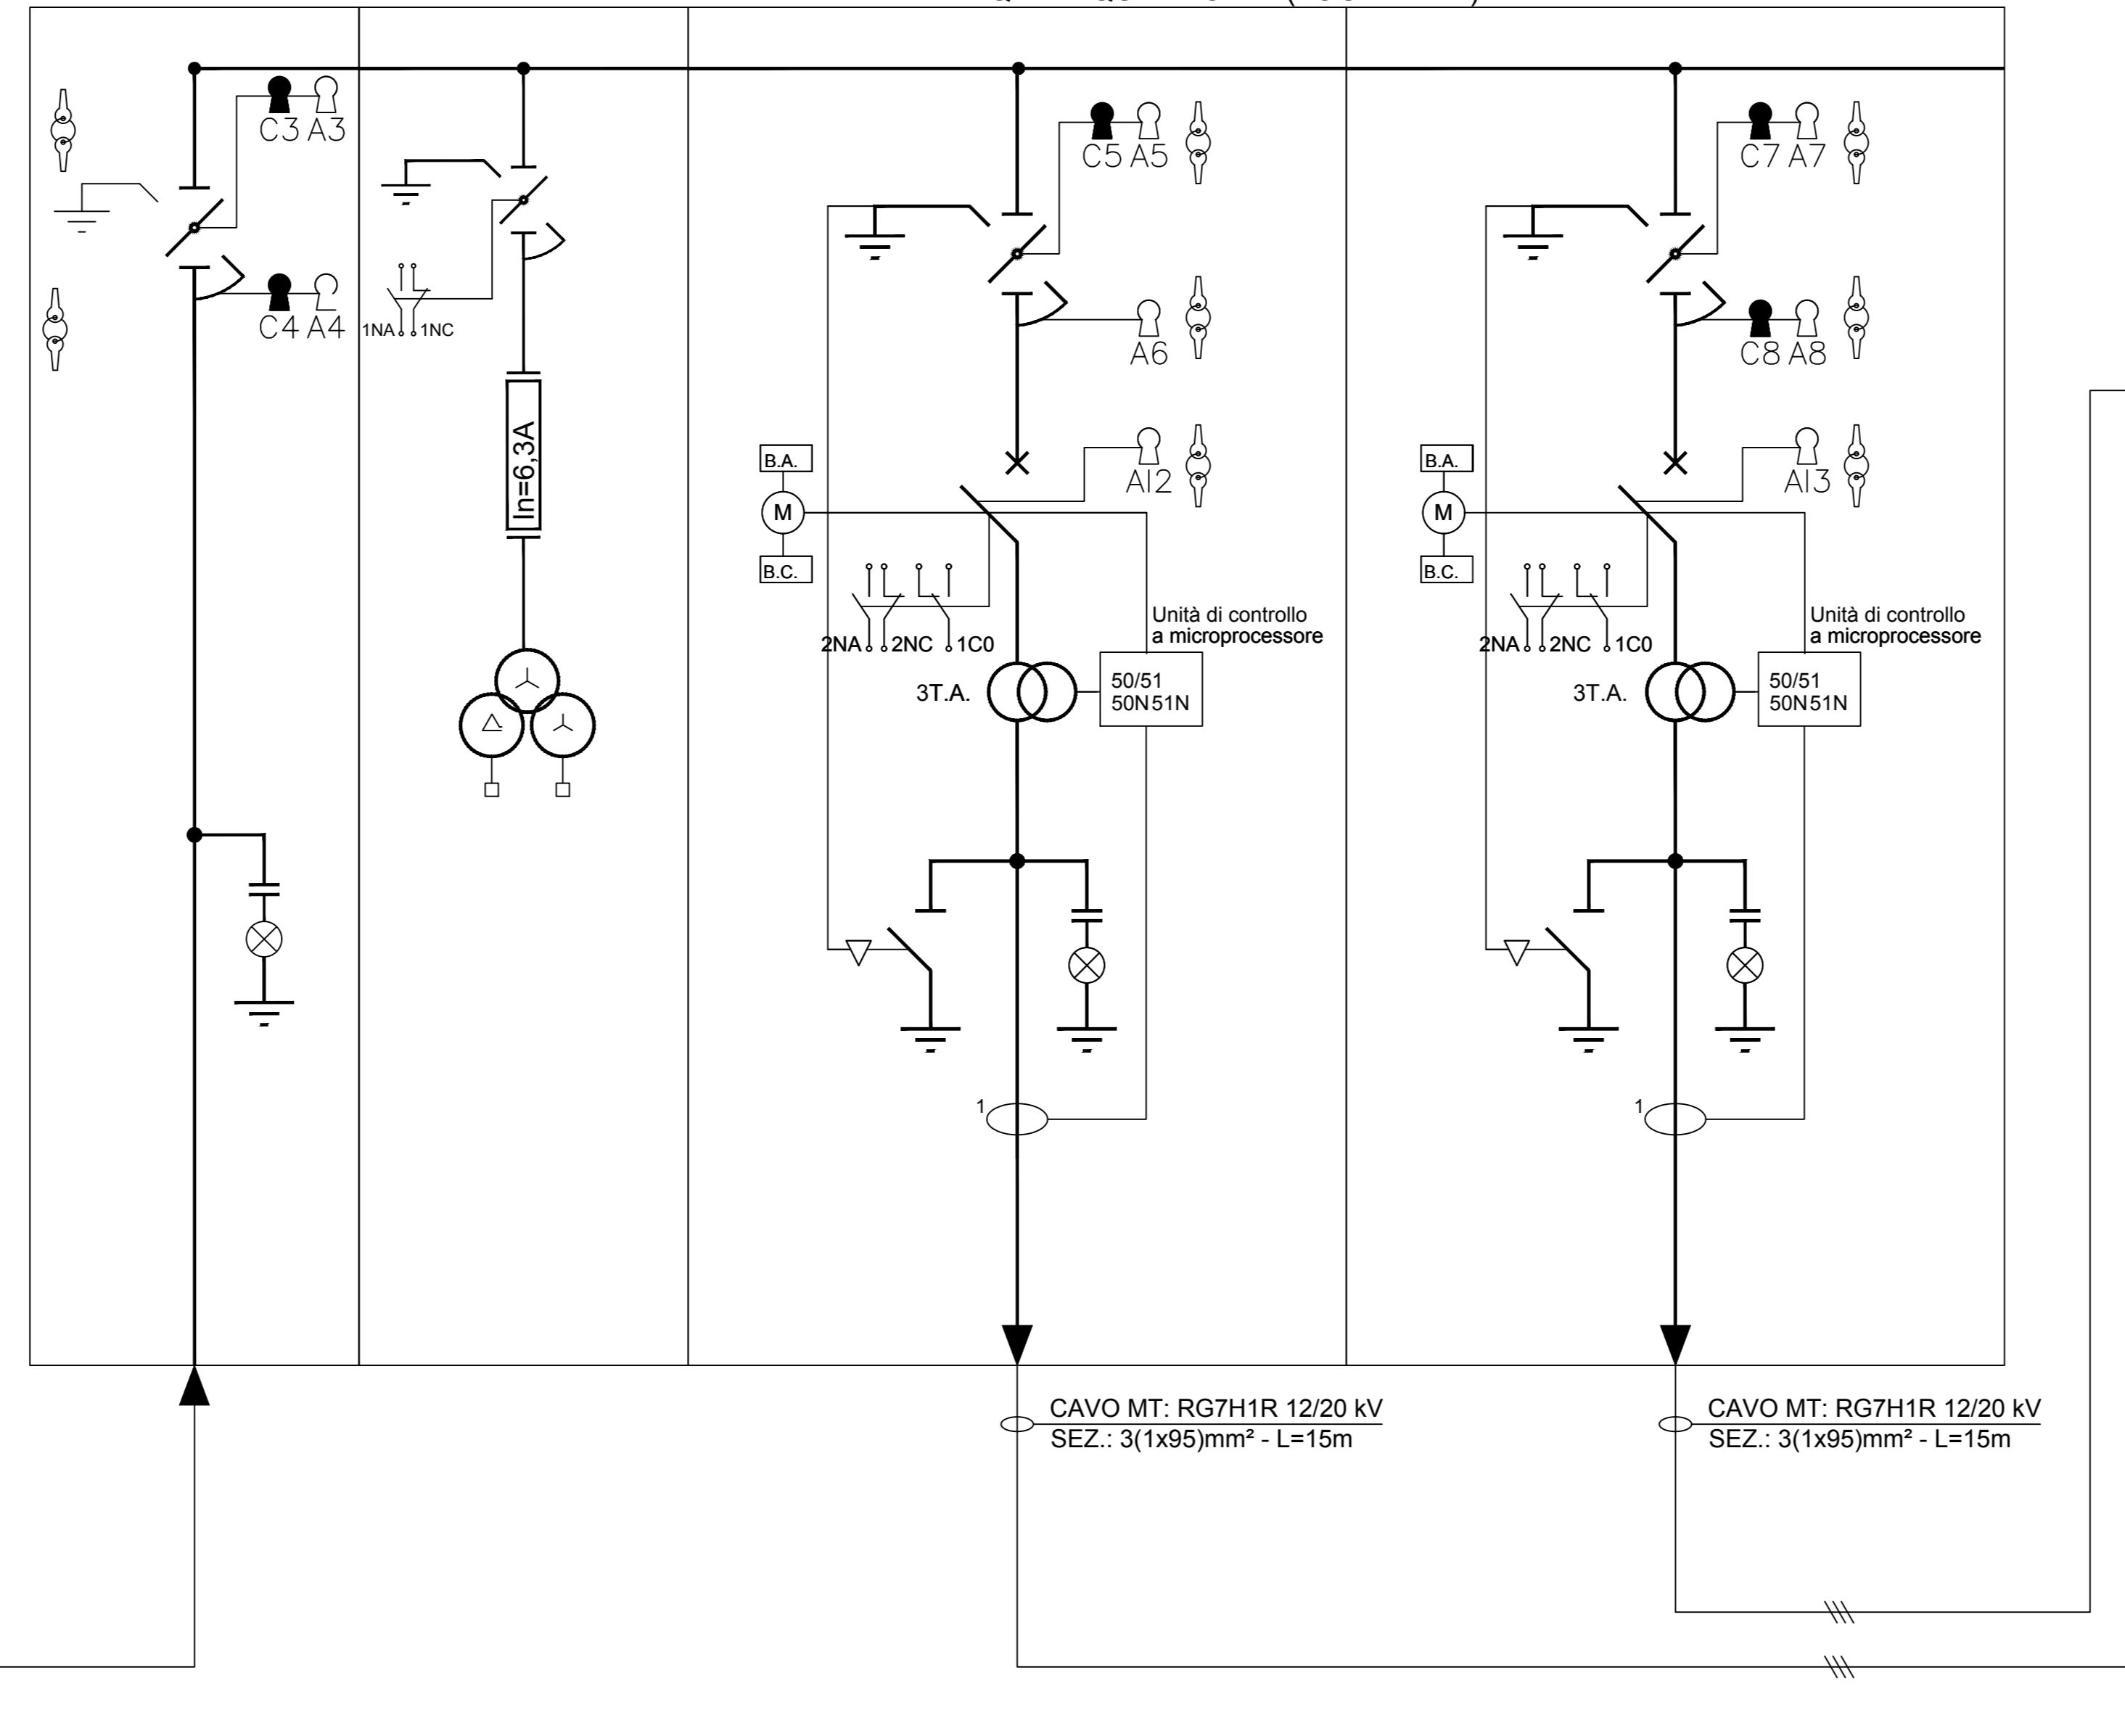 C3 A3
C4 A4
1NA 1NC
In=6,3A
C5 A5
A6
B.A.
M
B.C.
AI2
2NA 2NC 1C0
Unità di controllo
a microprocessore
3T.A.
50/51
50N51N
1
CAVO MT: RG7H1R 12/20 kV
SEZ.: 3(1x95)mm² - L=15m
C7 A7
C8 A8
B.A.
M
B.C.
AI3
2NA 2NC 1C0
Unità di controllo
a microprocessore
3T.A.
50/51
50N51N
1
CAVO MT: RG7H1R 12/20 kV
SEZ.: 3(1x95)mm² - L=15m